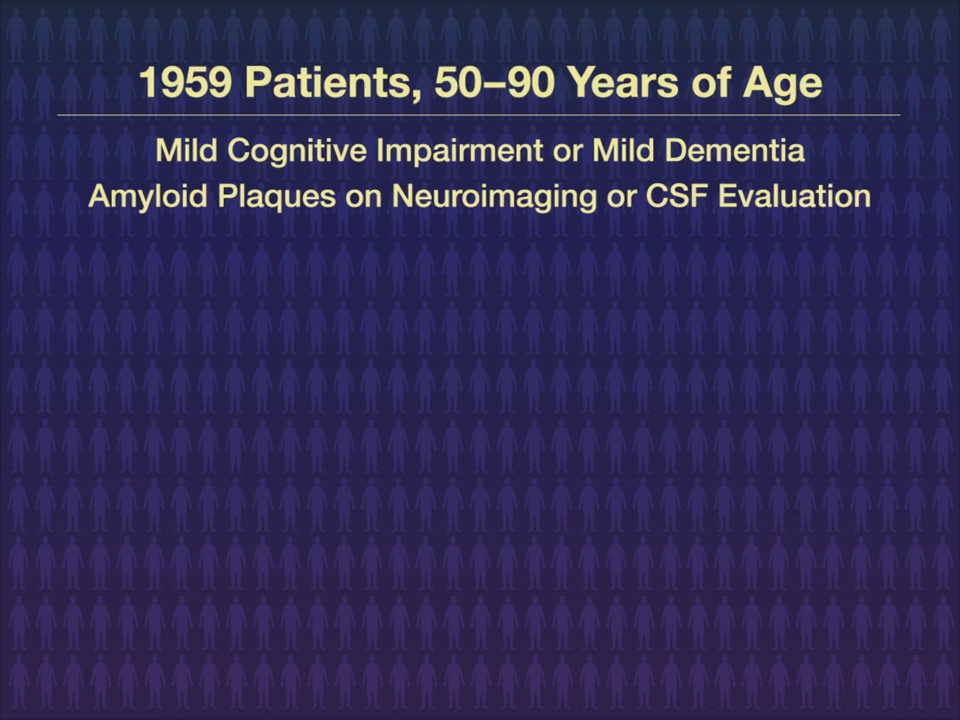 1959 Patients, 50–90 Years of Age
Mild Cognitive Impairment or Mild Dementia
Amyloid Plaques on Neuroimaging or CSF Evaluation